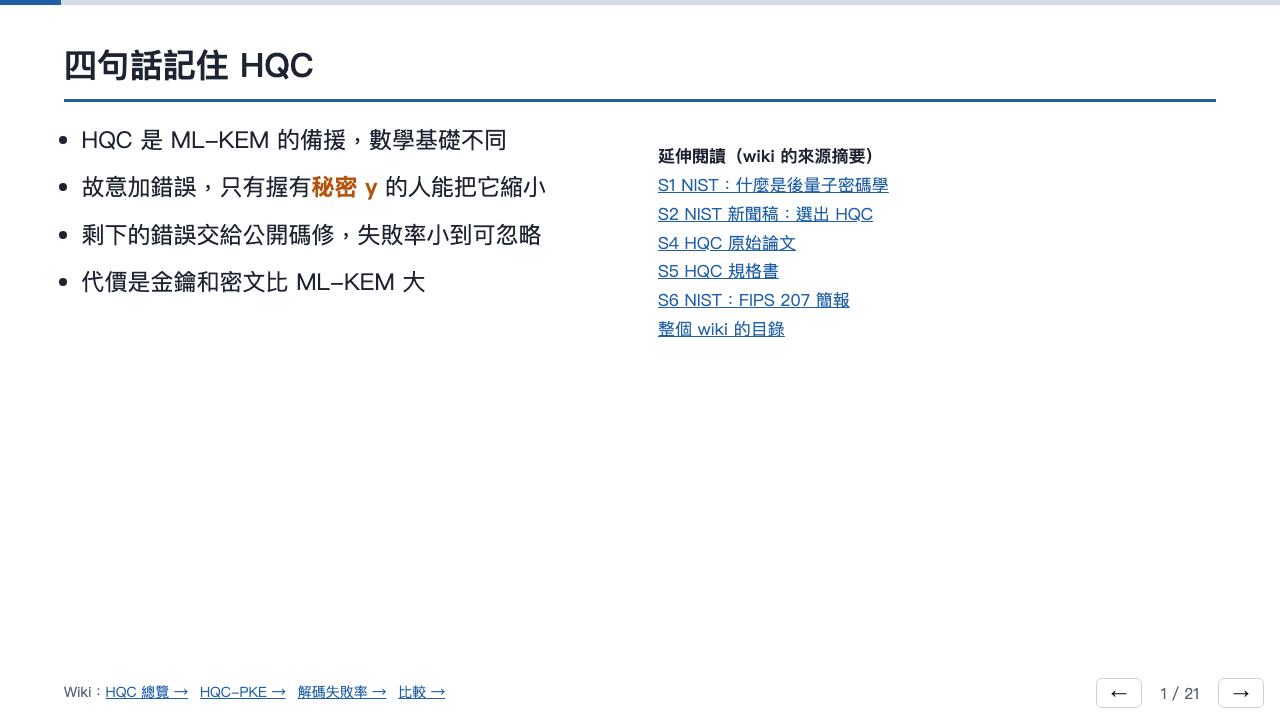 四句話記住 HQC
• HQC 是 ML-KEM 的備援，數學基礎不同
• 故意加錯誤，只有握有秘密 y 的人能把它縮小
• 剩下的錯誤交給公開碼修，失敗率小到可忽略
• 代價是金鑰和密文比 ML-KEM 大
延伸閱讀（wiki 的來源摘要）
S1 NIST：什麼是後量子密碼學
S2 NIST 新聞稿：選出 HQC
S4 HQC 原始論文
S5 HQC 規格書
S6 NIST：FIPS 207 簡報
整個 wiki 的目錄
Wiki：HQC 總覽 → HQC-PKE → 解碼失敗率 → 比較 →
← 1 / 21 →